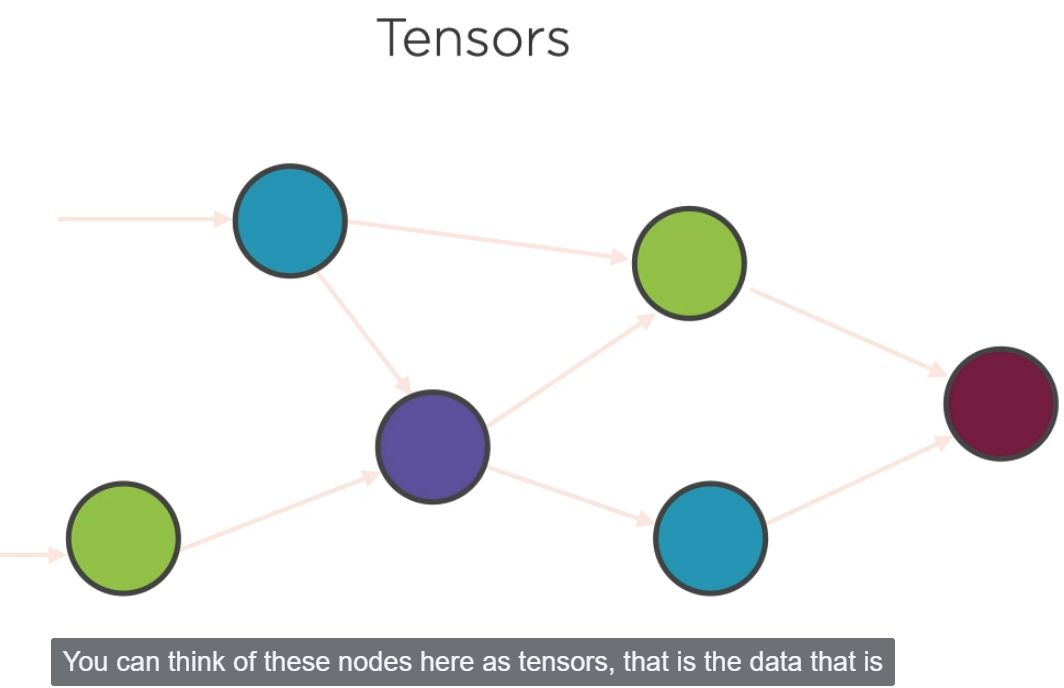 Tensors
You can think of these nodes here as tensors, that is the data that is